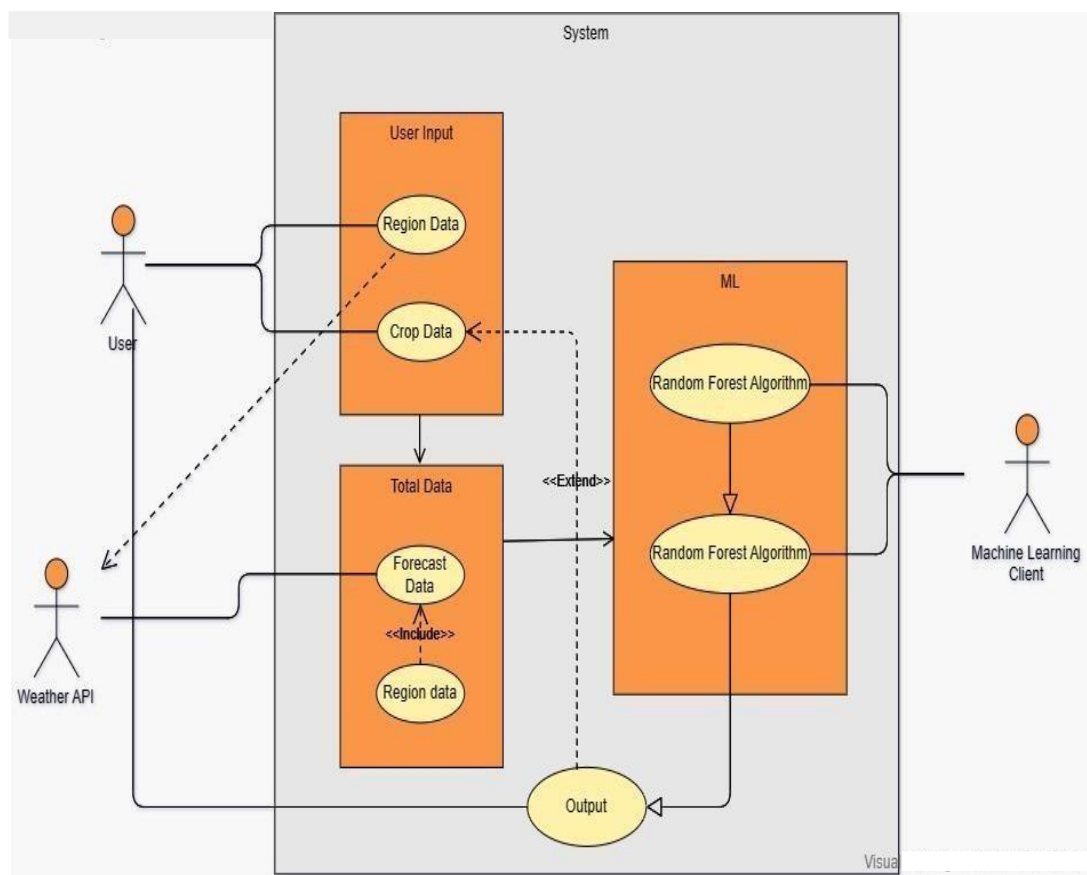 System
User Input
Region Data
Crop Data
User
ML
Random Forest Algorithm
<<Extend>>
Total Data
Forecast
Data
<<Include>>
Region data
Random Forest Algorithm
Machine Learning
Client
Weather API
Output
Visua